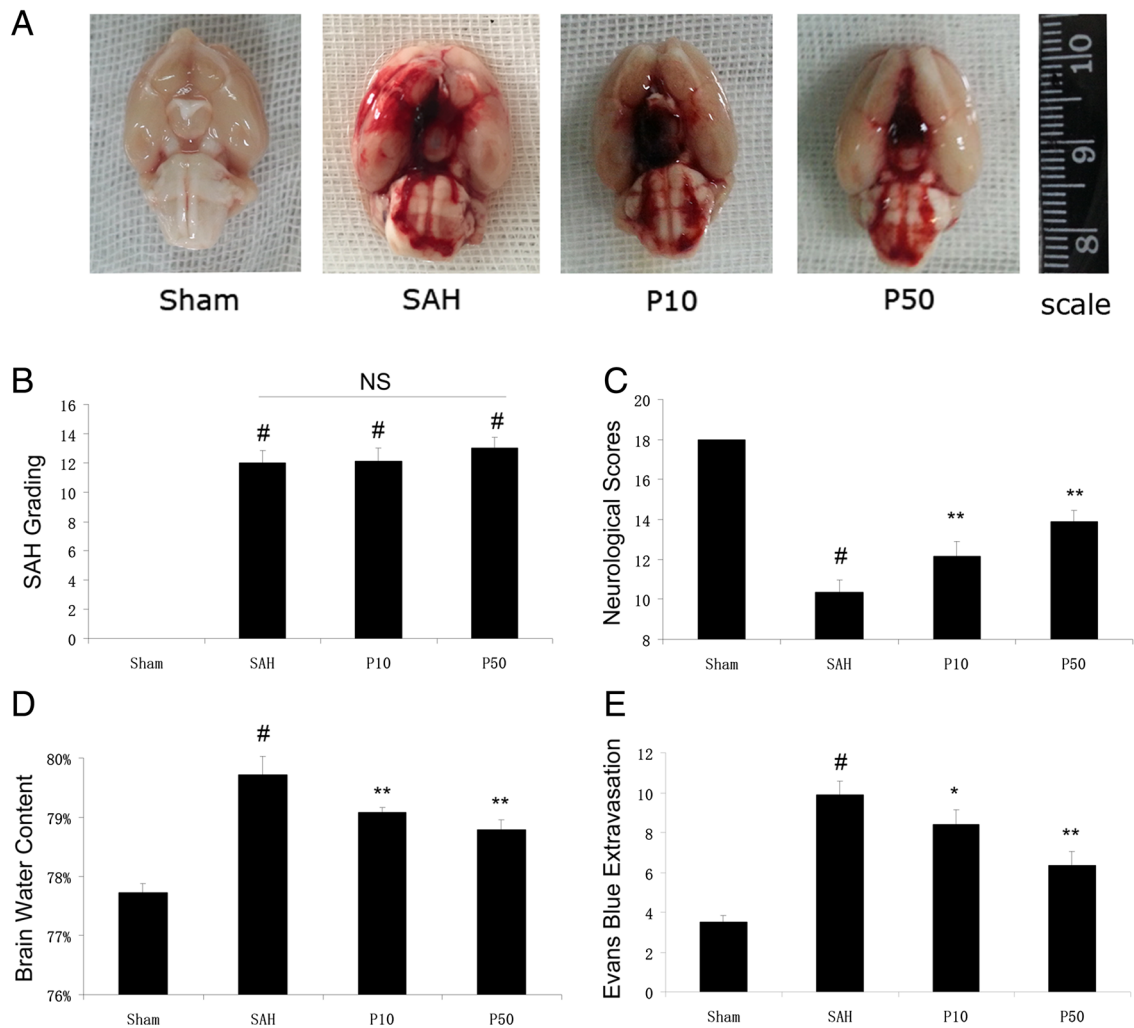 A
10
9
8
Sham SAH P10 P50 scale
B
NS
SAH Grading
16
14
12
10
8
6
4
2
0
# # #
Sham SAH P10 P50
C
Neurological Scores
20
18
16
14
12
10
8
# ** **
Sham SAH P10 P50
D
Brain Water Content
80%
79%
78%
77%
76%
# ** **
Sham SAH P10 P50
E
Evans Blue Extravasation
12
10
8
6
4
2
0
# * **
Sham SAH P10 P50